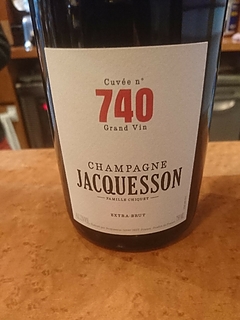 Cuvée n°
740
Grand Vin
CHAMPAGNE
JACQUESSON
FAMILLE CHIQUET
EXTRA BRUT